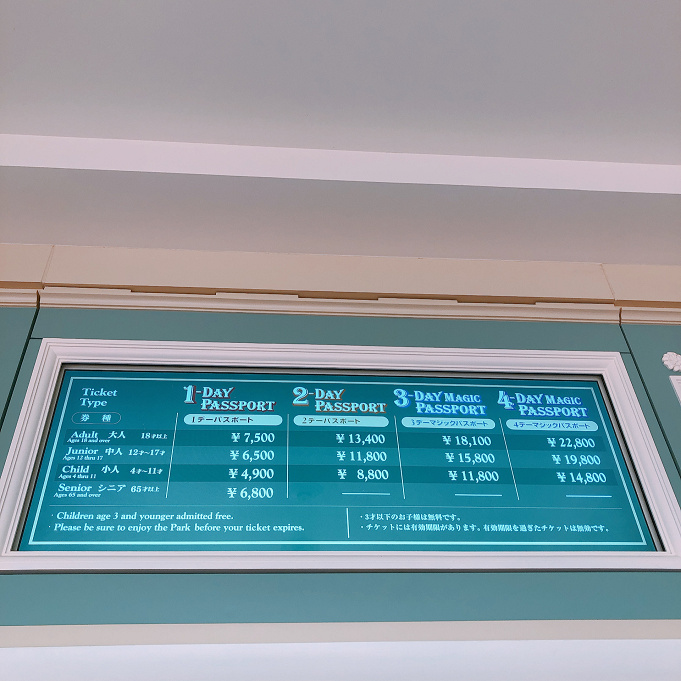 Ticket Type 券種 1-DAY PASSPORT 1デーパスポート 2-DAY PASSPORT 2デーパスポート 3-DAY MAGIC PASSPORT 3デーマジックパスポート 4-DAY MAGIC PASSPORT 4デーマジックパスポート
Adult 大人 18才以上 Ages 18 and over ¥7,500 ¥13,400 ¥18,100 ¥22,800
Junior 中人 12才~17才 Ages 12 thru 17 ¥6,500 ¥11,800 ¥15,800 ¥19,800
Child 小人 4才~11才 Ages 4 thru 11 ¥4,900 ¥8,800 ¥11,800 ¥14,800
Senior シニア 65才以上 Ages 65 and over ¥6,800
· Children age 3 and younger admitted free.
· Please be sure to enjoy the Park before your ticket expires.
・3才以下のお子様は無料です。
・チケットには有効期限があります。有効期限を過ぎたチケットは無効です。